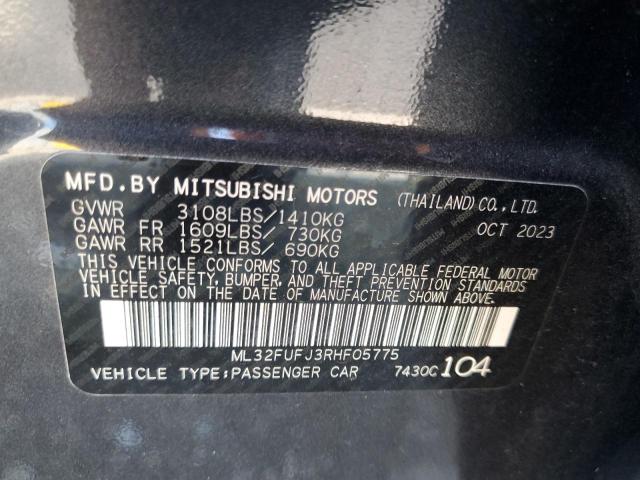 MFD.BY MITSUBISHI MOTORS (THAILAND) CO.,LTD.
GVWR 3108LBS/1410KG
GAWR FR 1609LBS/ 730KG OCT 2023
GAWR RR 1521LBS/ 690KG
THIS VEHICLE CONFORMS TO ALL APPLICABLE FEDERAL MOTOR
VEHICLE SAFETY, BUMPER, AND THEFT PREVENTION STANDARDS
IN EFFECT ON THE DATE OF MANUFACTURE SHOWN ABOVE.
ML32FUFJ3RHF05775
VEHICLE TYPE:PASSENGER CAR 7430C 104